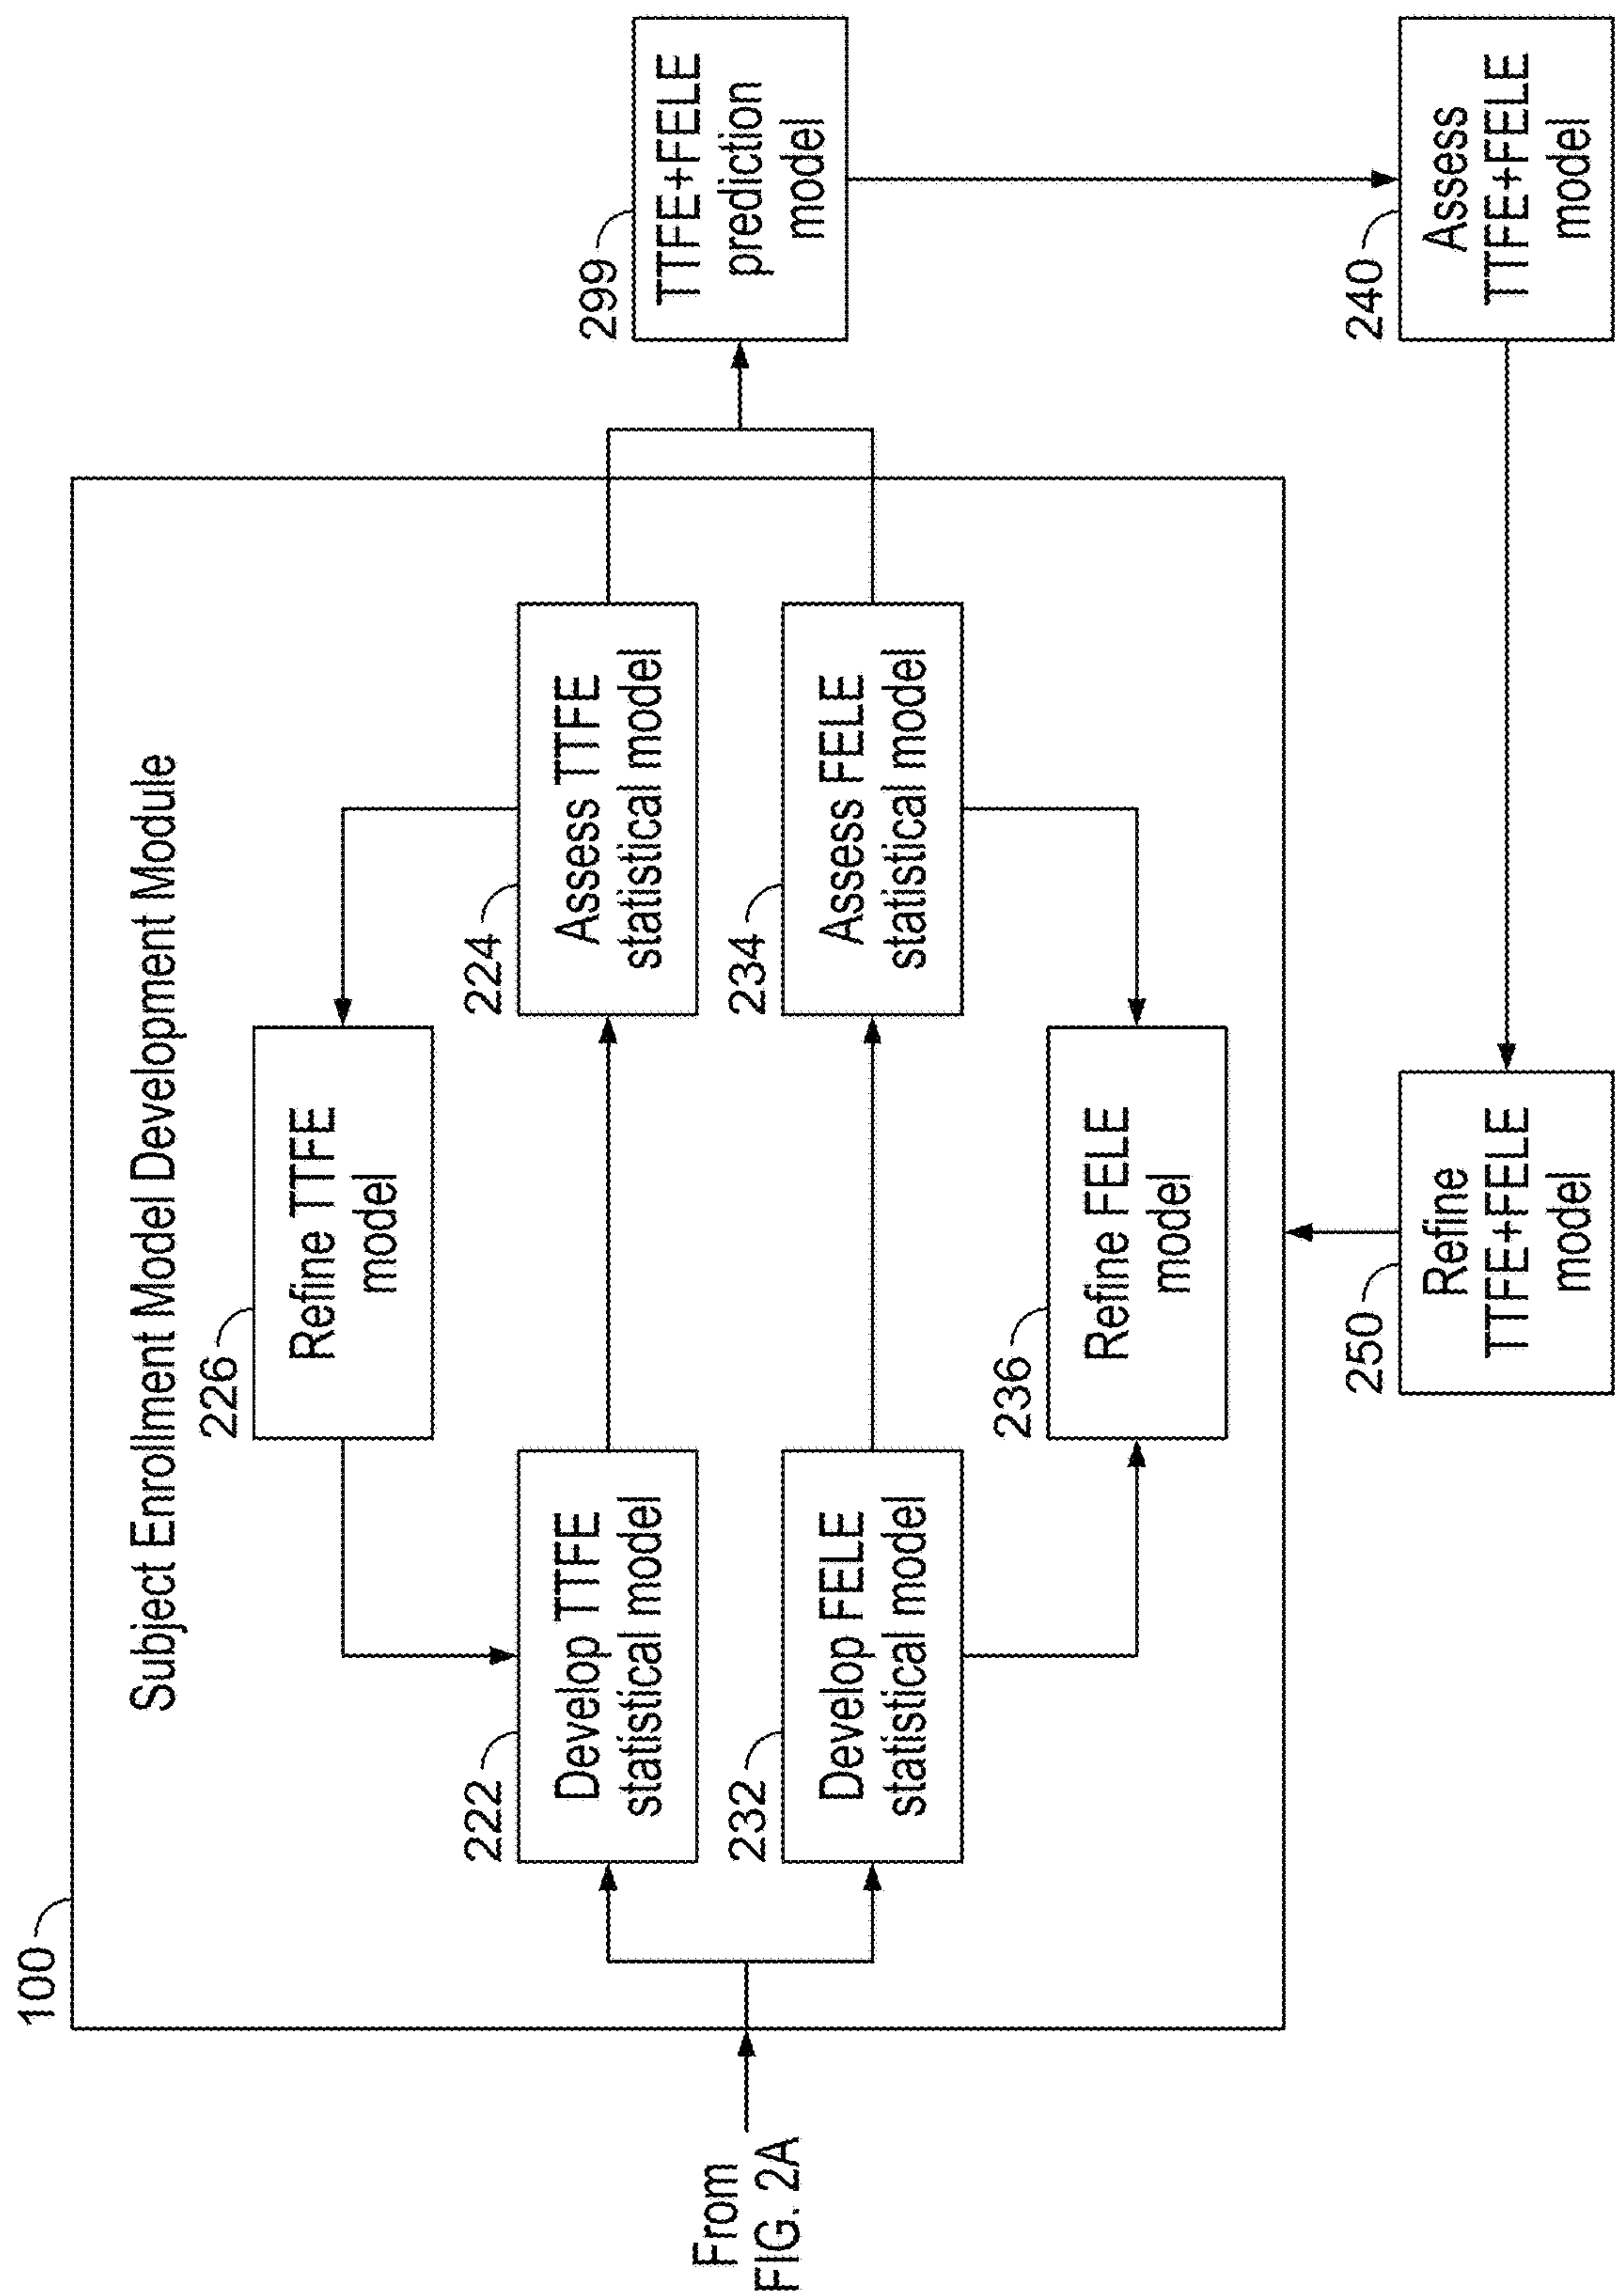 100
Subject Enrollment Model Development Module
226
Refine TTFE
model
222
Develop TTFE
statistical model
224
Assess TTFE
statistical model
From
FIG. 2A
232
Develop FELE
statistical model
234
Assess FELE
statistical model
236
Refine FELE
model
299
TTFE+FELE
prediction
model
250
Refine
TTFE+FELE
model
240
Assess
TTFE+FELE
model